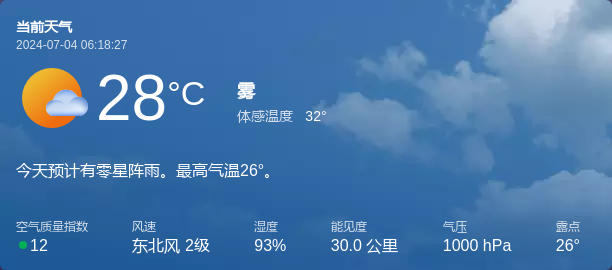 当前天气
2024-07-04 06:18:27
28°C
雾
体感温度 32°
今天预计有零星阵雨。最高气温26°。
空气质量指数 风速 湿度 能见度 气压 露点
12 东北风 2级 93% 30.0 公里 1000 hPa 26°